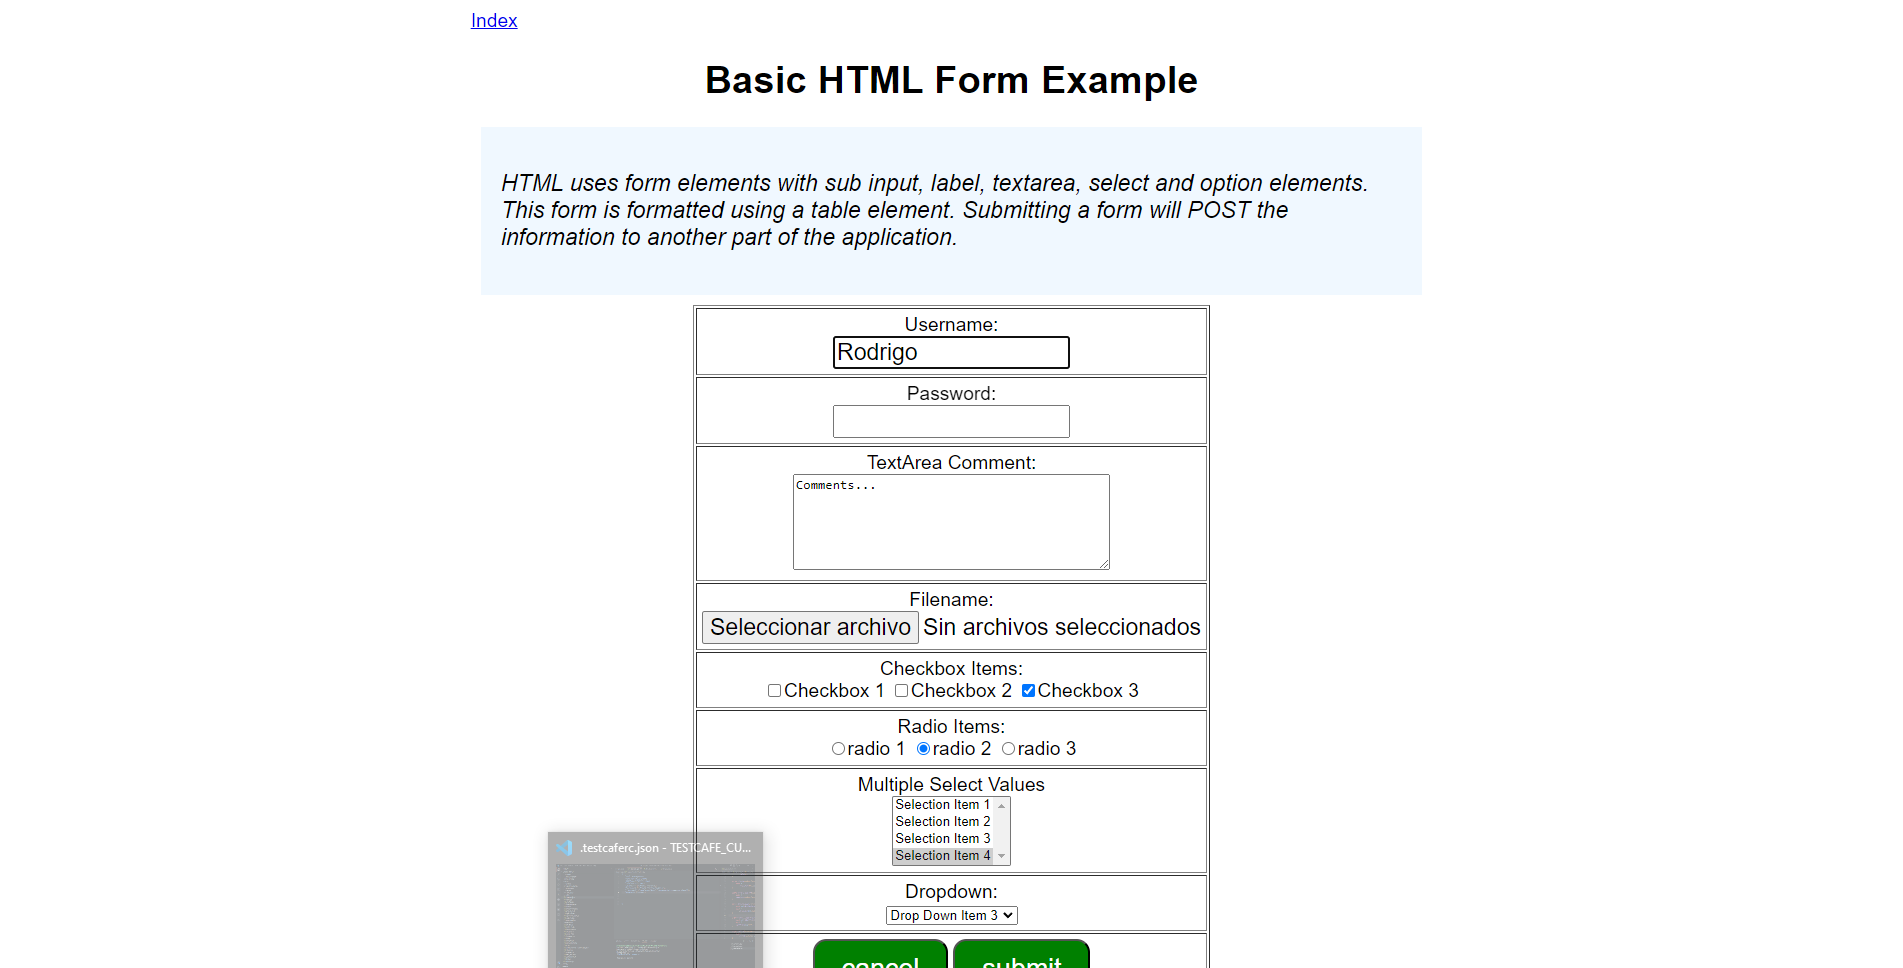 Index
Basic HTML Form Example
HTML uses form elements with sub input, label, textarea, select and option elements.
This form is formatted using a table element. Submitting a form will POST the
information to another part of the application.
Username:
Rodrigo
Password:
TextArea Comment:
Comments...
Filename:
Seleccionar archivo Sin archivos seleccionados
Checkbox Items:
Checkbox 1 Checkbox 2 Checkbox 3
Radio Items:
radio 1 radio 2 radio 3
Multiple Select Values
Selection Item 1
Selection Item 2
Selection Item 3
Selection Item 4
.testcaferc.json - TESTCAFE_CU...
Dropdown:
Drop Down Item 3
cancel submit